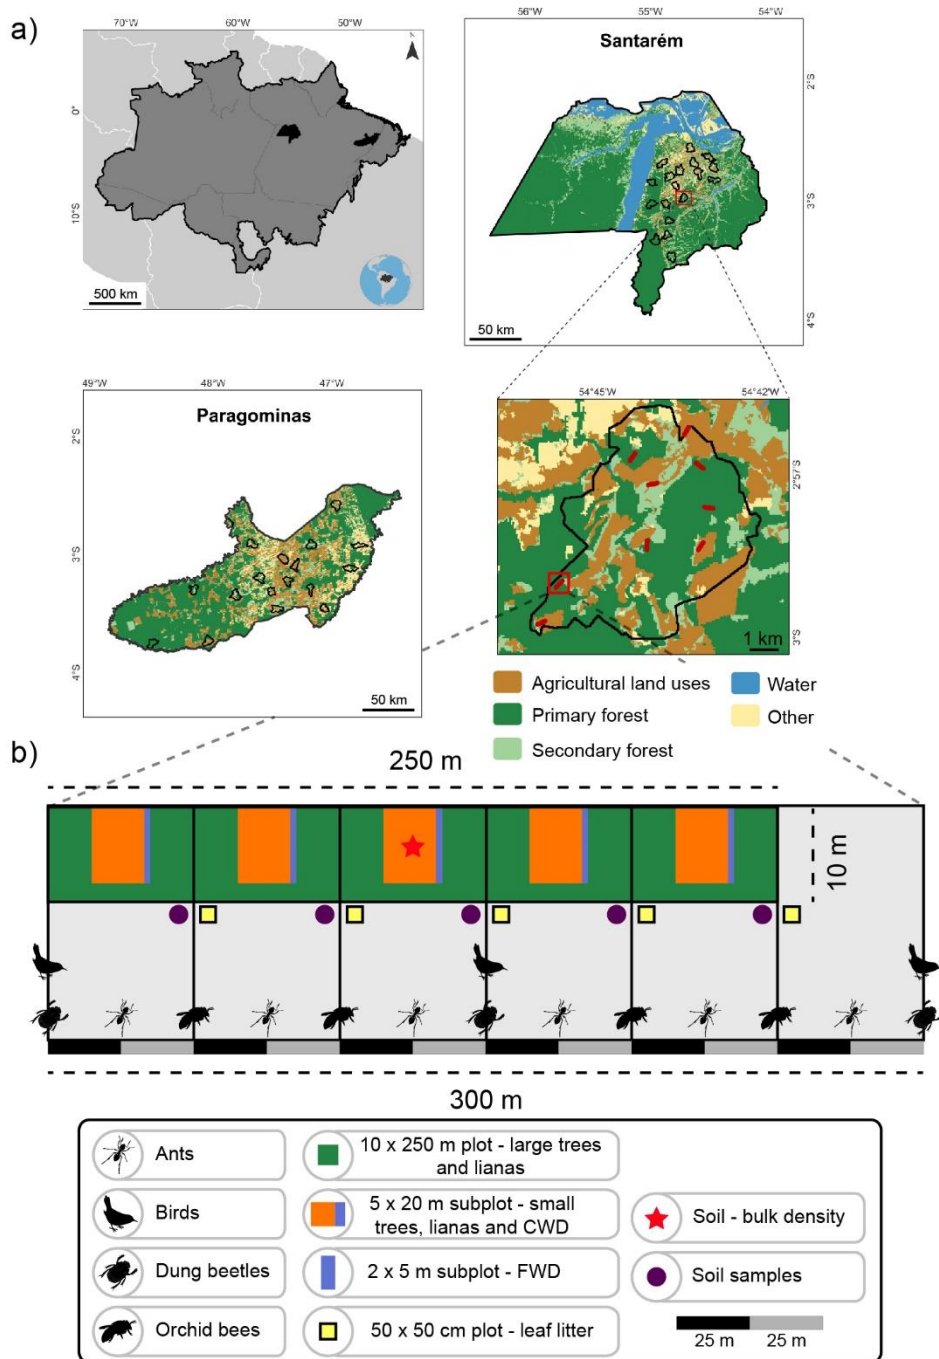 a)
70°W 60°W 50°W
N
0°
10°S
500 km
56°W 55°W 54°W
Santarém
2°S
3°S
4°S
50 km
49°W 48°W 47°W
Paragominas
2°S
3°S
4°S
50 km
54°45'W 54°42'W
2°57'S
3°S
1 km
Agricultural land uses
Primary forest
Secondary forest
Water
Other
b)
250 m
10 m
300 m
Ants
Birds
Dung beetles
Orchid bees
10 x 250 m plot - large trees
and lianas
5 x 20 m subplot - small
trees, lianas and CWD
2 x 5 m subplot - FWD
50 x 50 cm plot - leaf litter
Soil - bulk density
Soil samples
25 m 25 m